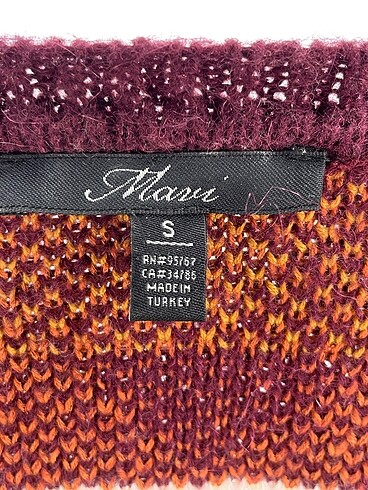 Mavi
S
RN#95767
CA#34786
MADE IN
TURKEY